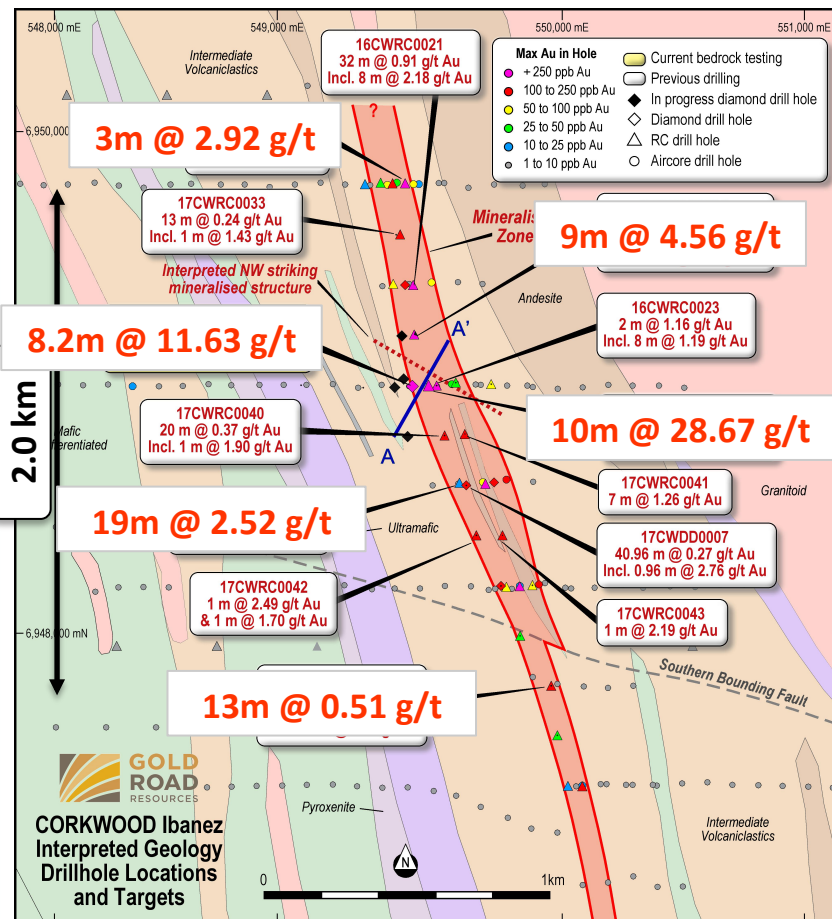 548,000 mE
549,000 mE
550,000 mE
551,000 mE
Intermediate
Volcaniclastics
16CWRC0021
32 m @ 0.91 g/t Au
Incl. 8 m @ 2.18 g/t Au
Max Au in Hole
+ 250 ppb Au
100 to 250 ppb Au
50 to 100 ppb Au
25 to 50 ppb Au
10 to 25 ppb Au
1 to 10 ppb Au
Current bedrock testing
Previous drilling
In progress diamond drill hole
Diamond drill hole
RC drill hole
Aircore drill hole
?
6,950,000
3m @ 2.92 g/t
17CWRC0033
13 m @ 0.24 g/t Au
Incl. 1 m @ 1.43 g/t Au
Zone
9m @ 4.56 g/t
Interpreted NW striking
mineralised structure
Andesite
16CWRC0023
2 m @ 1.16 g/t Au
Incl. 8 m @ 1.19 g/t Au
A'
8.2m @ 11.63 g/t
2.0 km
17CWRC0040
20 m @ 0.37 g/t Au
Incl. 1 m @ 1.90 g/t Au
A
10m @ 28.67 g/t
17CWRC0041
7 m @ 1.26 g/t Au
Granitoid
19m @ 2.52 g/t
Ultramafic
17CWDD0007
40.96 m @ 0.27 g/t Au
Incl. 0.96 m @ 2.76 g/t Au
17CWRC0042
1 m @ 2.49 g/t Au
& 1 m @ 1.70 g/t Au
17CWRC0043
1 m @ 2.19 g/t Au
6,948,000 mN
Southern Bounding Fault
13m @ 0.51 g/t
GOLD
ROAD
RESOURCES
Pyroxenite
CORKWOOD Ibanez
Interpreted Geology
Drillhole Locations
and Targets
N
0
1km
Intermediate
Volcaniclastics